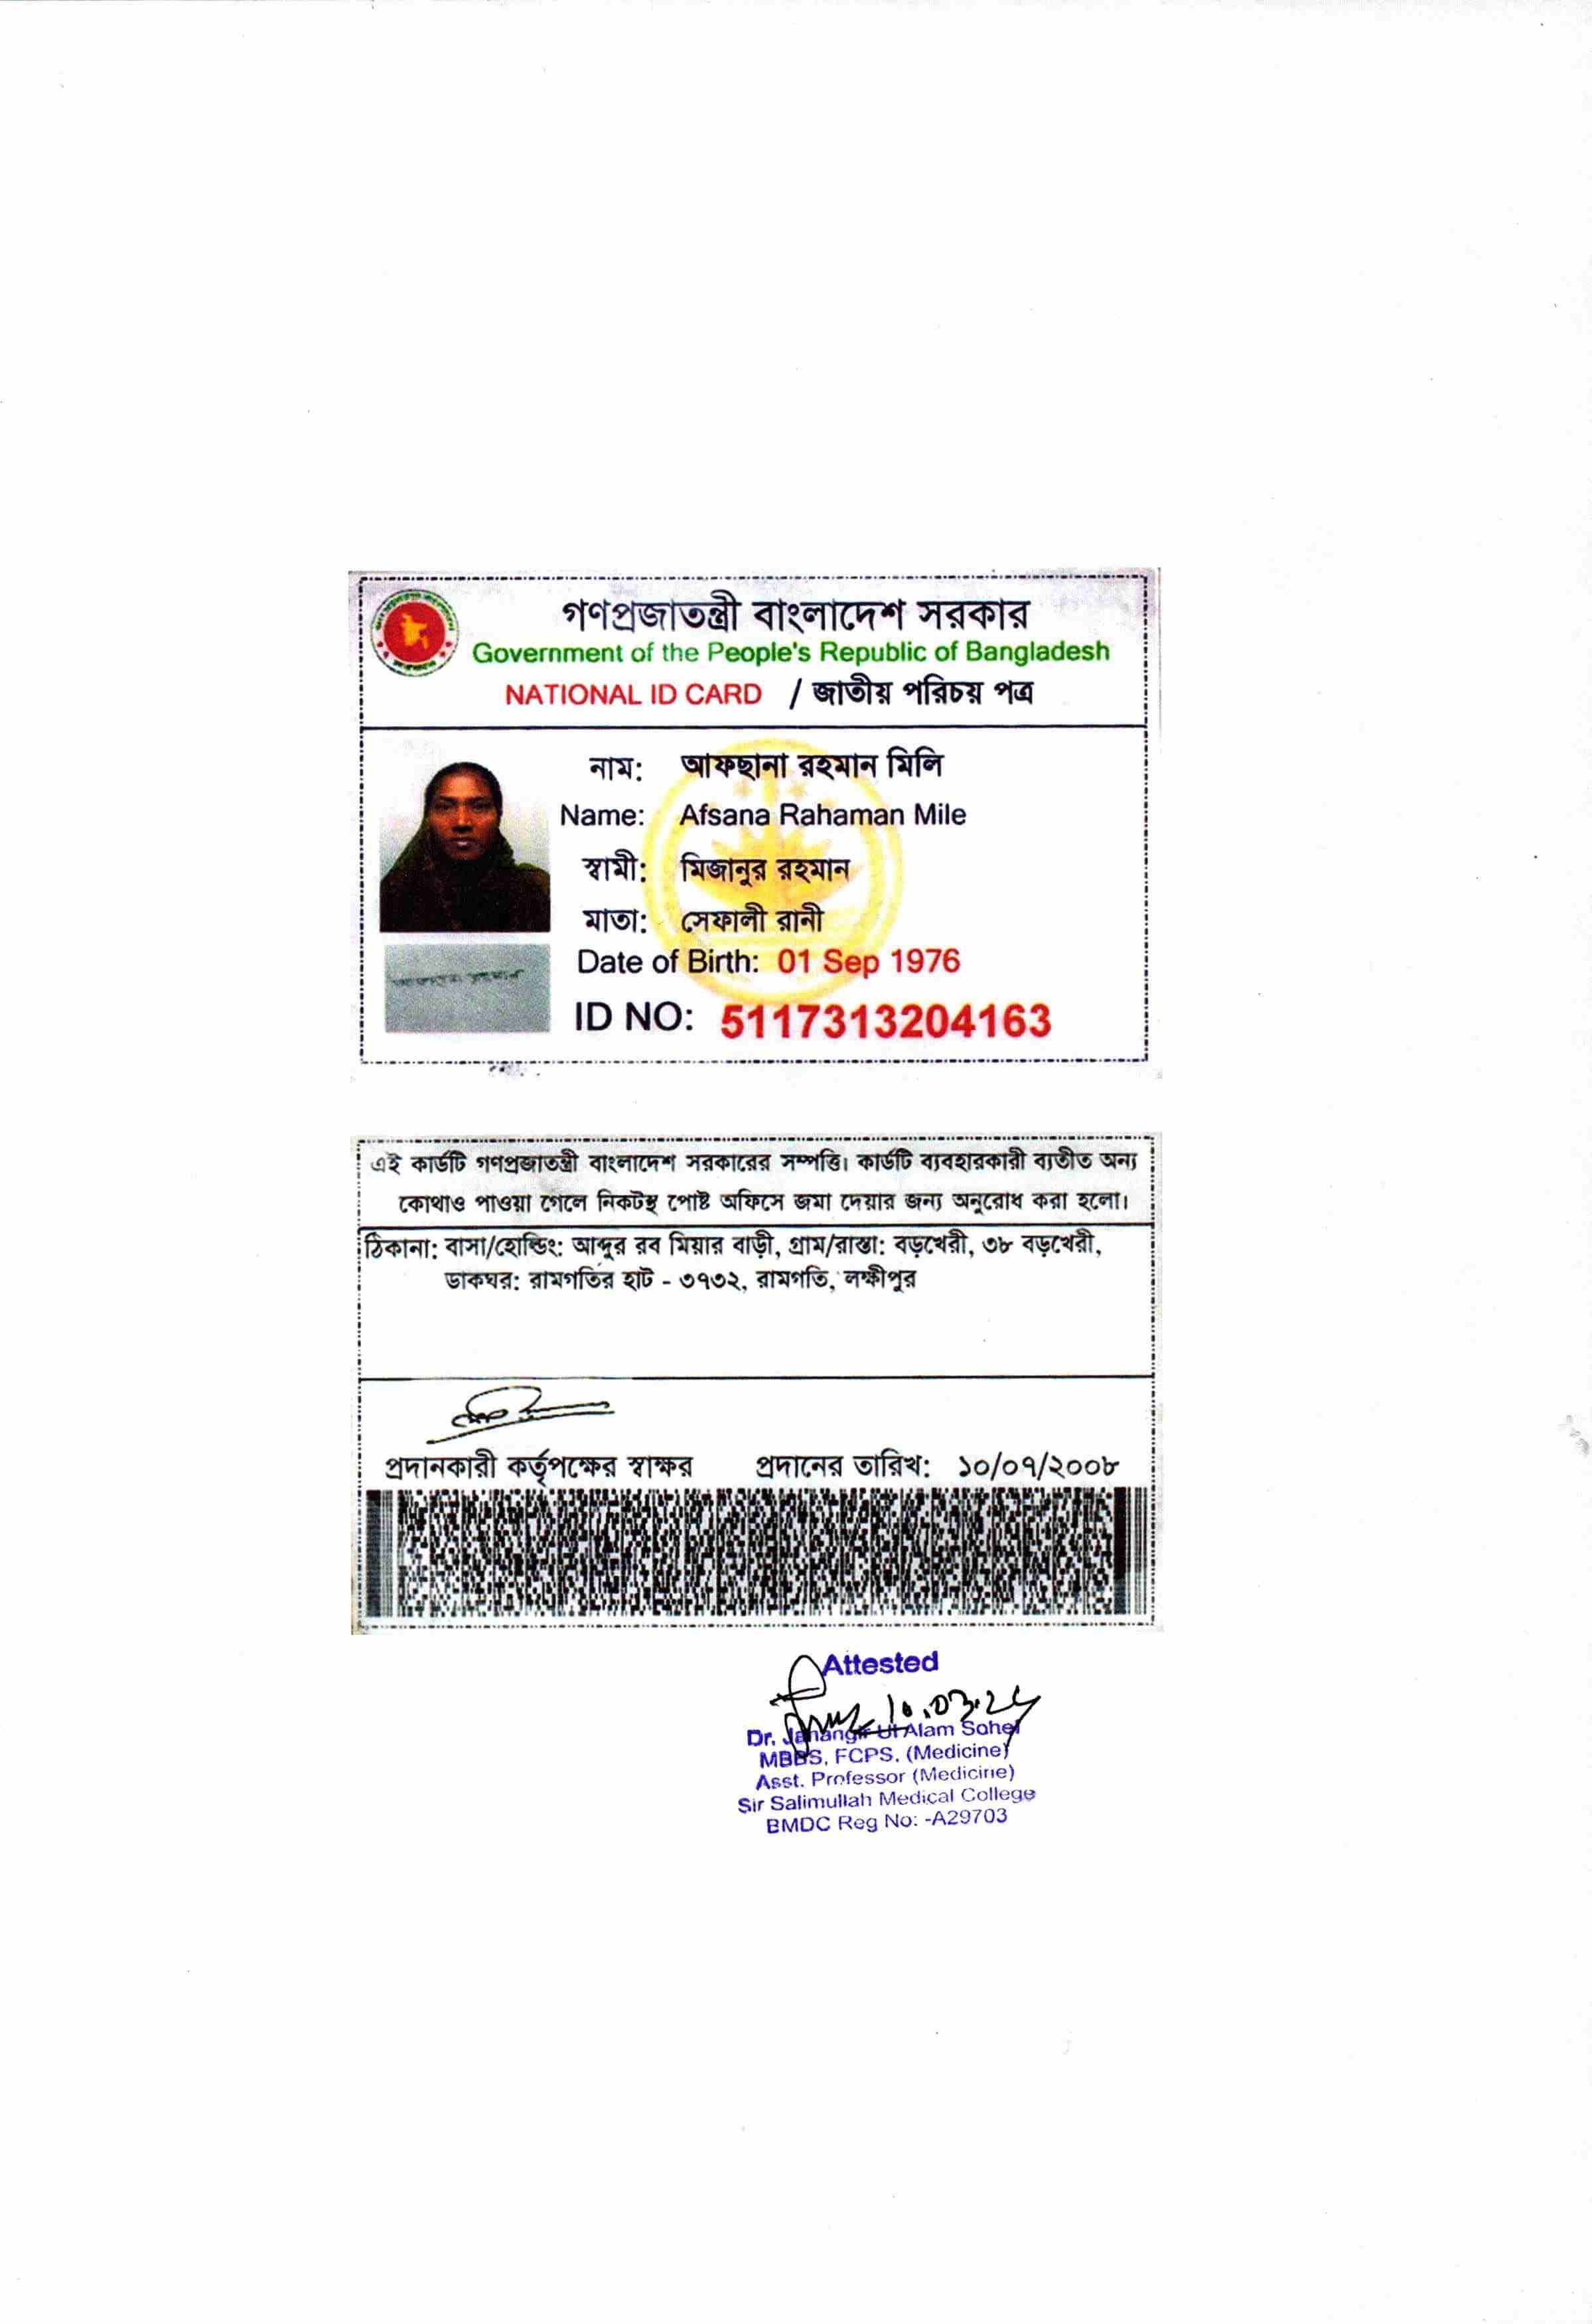 গণপ্রজাতন্ত্রী বাংলাদেশ সরকার
Government of the People's Republic of Bangladesh
NATIONAL ID CARD / জাতীয় পরিচয় পত্র
নাম: আফছানা রহমান মিলি
Name: Afsana Rahaman Mile
স্বামী: মিজানুর রহমান
মাতা: সেফালী রানী
Date of Birth: 01 Sep 1976
ID NO: 5117313204163
এই কার্ডটি গণপ্রজাতন্ত্রী বাংলাদেশ সরকারের সম্পত্তি। কার্ডটি ব্যবহারকারী ব্যতীত অন্য
কোথাও পাওয়া গেলে নিকটস্থ পোষ্ট অফিসে জমা দেয়ার জন্য অনুরোধ করা হলো।
ঠিকানা: বাসা/হোল্ডিং: আব্দুর রব মিয়ার বাড়ী, গ্রাম/রাস্তা: বড়খেরী, ৩৮ বড়খেরী,
ডাকঘর: রামগতির হাট - ৩৭৩২, রামগতি, লক্ষীপুর
প্রদানকারী কর্তৃপক্ষের স্বাক্ষর প্রদানের তারিখ: ১০/০৭/২০০৮
Attested
10.03.24
Dr. Jahangir Ul Alam Sohel
MBBS, FCPS. (Medicine)
Asst. Professor (Medicine)
Sir Salimullah Medical College
BMDC Reg No: -A29703